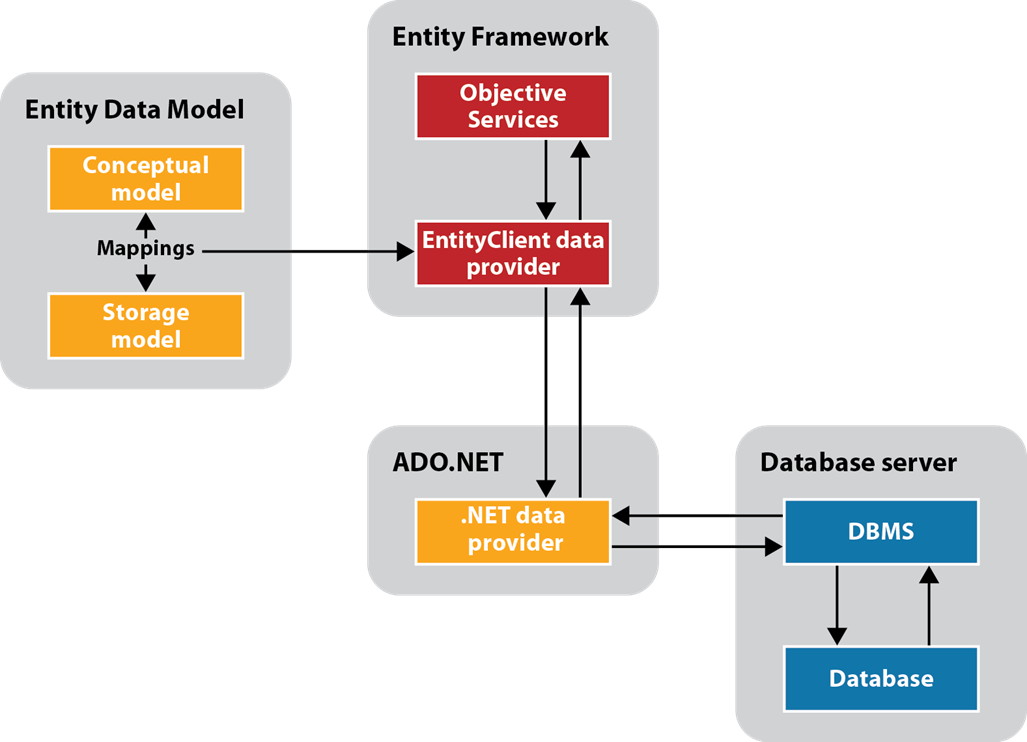 Entity Framework
Objective
Services
EntityClient data
provider
Entity Data Model
Conceptual
model
Mappings
Storage
model
ADO.NET
.NET data
provider
Database server
DBMS
Database